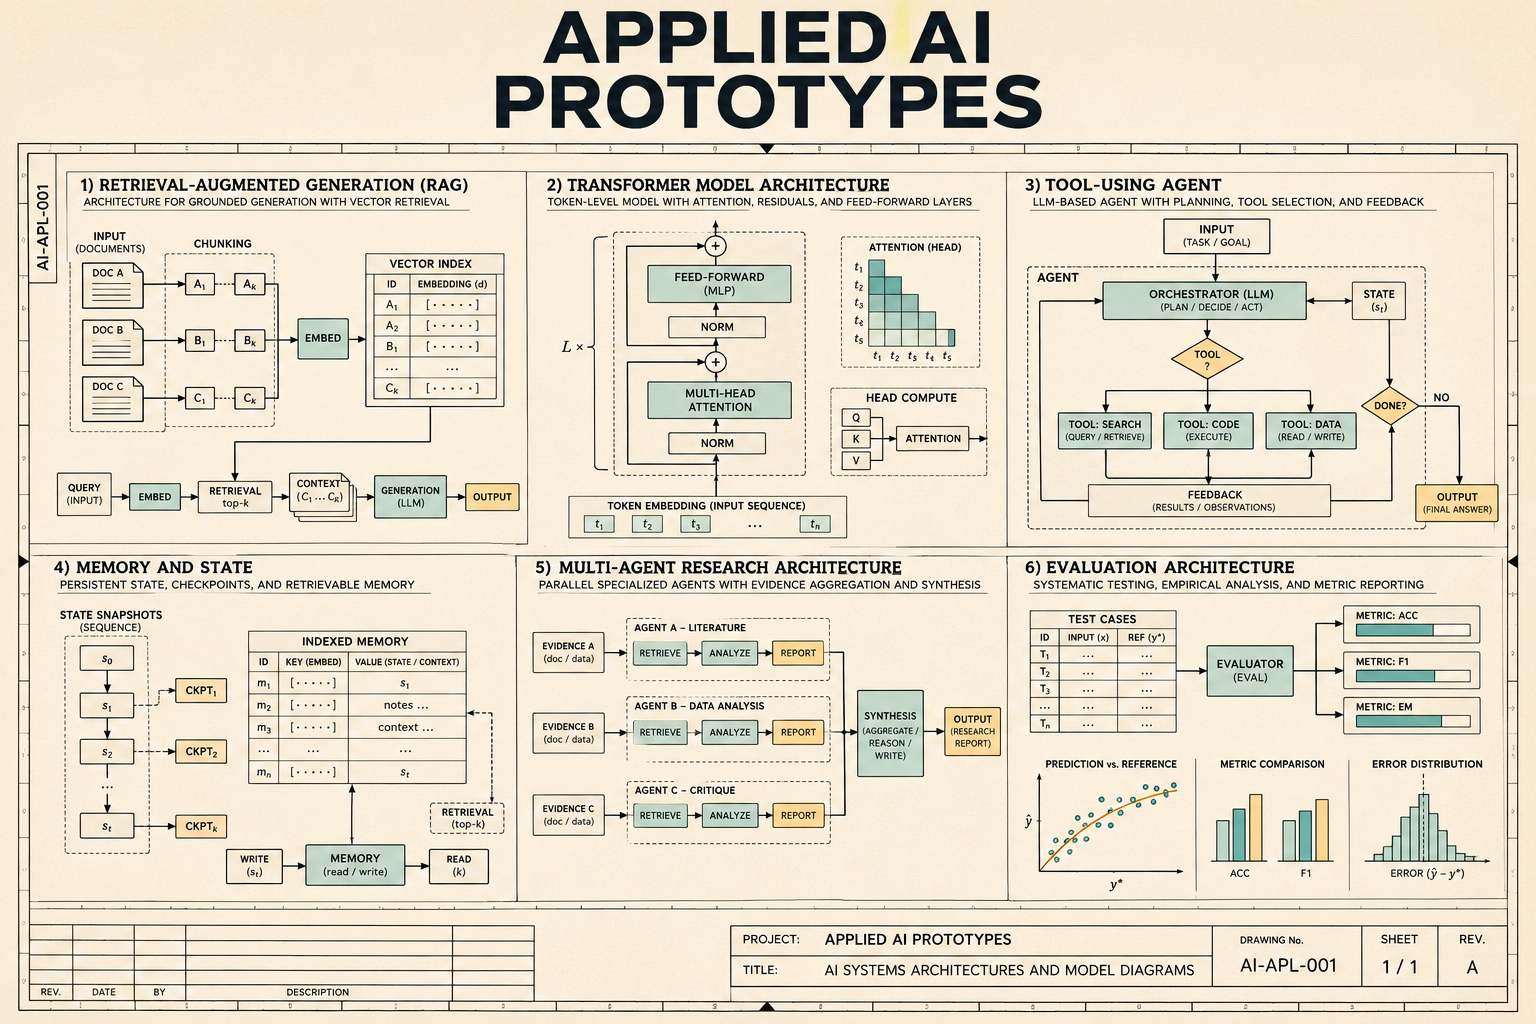 APPLIED AI
PROTOTYPES
AI-APL-001
1) RETRIEVAL-AUGMENTED GENERATION (RAG)
ARCHITECTURE FOR GROUNDED GENERATION WITH VECTOR RETRIEVAL
INPUT
(DOCUMENTS)
CHUNKING
DOC A
A₁
Aₖ
DOC B
B₁
Bₖ
DOC C
C₁
Cₖ
EMBED
VECTOR INDEX
ID EMBEDDING (d)
A₁ [·····]
A₂ [·····]
B₁ [·····]
... ...
Cₖ [·····]
QUERY
(INPUT)
EMBED
RETRIEVAL
top-k
CONTEXT
(C₁ ... Cₖ)
GENERATION
(LLM)
OUTPUT
2) TRANSFORMER MODEL ARCHITECTURE
TOKEN-LEVEL MODEL WITH ATTENTION, RESIDUALS, AND FEED-FORWARD LAYERS
L ×
+
FEED-FORWARD
(MLP)
NORM
+
MULTI-HEAD
ATTENTION
NORM
TOKEN EMBEDDING (INPUT SEQUENCE)
t₁ t₂ t₃ ... tₙ
ATTENTION (HEAD)
t₁
t₂
t₃
t₄
t₅
t₁ t₂ t₃ t₄ t₅
HEAD COMPUTE
Q
K
V
ATTENTION
3) TOOL-USING AGENT
LLM-BASED AGENT WITH PLANNING, TOOL SELECTION, AND FEEDBACK
INPUT
(TASK / GOAL)
AGENT
ORCHESTRATOR (LLM)
(PLAN / DECIDE / ACT)
STATE
(sₜ)
TOOL
?
DONE?
NO
TOOL: SEARCH
(QUERY / RETRIEVE)
TOOL: CODE
(EXECUTE)
TOOL: DATA
(READ / WRITE)
FEEDBACK
(RESULTS / OBSERVATIONS)
OUTPUT
(FINAL ANSWER)
4) MEMORY AND STATE
PERSISTENT STATE, CHECKPOINTS, AND RETRIEVABLE MEMORY
STATE SNAPSHOTS
(SEQUENCE)
s₀
s₁
CKPT₁
s₂
CKPT₂
...
sₜ
CKPTₖ
INDEXED MEMORY
ID KEY (EMBED) VALUE (STATE / CONTEXT)
m₁ [·····] s₁
m₂ [·····] notes ...
m₃ [·····] context ...
... ... ...
mₙ [·····] sₜ
RETRIEVAL
(top-k)
WRITE
(sₜ)
MEMORY
(read / write)
READ
(k)
5) MULTI-AGENT RESEARCH ARCHITECTURE
PARALLEL SPECIALIZED AGENTS WITH EVIDENCE AGGREGATION AND SYNTHESIS
EVIDENCE A
(doc / data)
AGENT A – LITERATURE
RETRIEVE ANALYZE REPORT
EVIDENCE B
(doc / data)
AGENT B – DATA ANALYSIS
RETRIEVE ANALYZE REPORT
EVIDENCE C
(doc / data)
AGENT C – CRITIQUE
RETRIEVE ANALYZE REPORT
SYNTHESIS
(AGGREGATE /
REASON /
WRITE)
OUTPUT
(RESEARCH
REPORT)
6) EVALUATION ARCHITECTURE
SYSTEMATIC TESTING, EMPIRICAL ANALYSIS, AND METRIC REPORTING
TEST CASES
ID INPUT (x) REF (y*)
T₁ ... ...
T₂ ... ...
T₃ ... ...
... ... ...
Tₙ ... ...
EVALUATOR
(EVAL)
METRIC: ACC
METRIC: F1
METRIC: EM
PREDICTION vs. REFERENCE
ŷ
y*
METRIC COMPARISON
ACC F1
ERROR DISTRIBUTION
ERROR (ŷ – y*)
REV. DATE BY DESCRIPTION
PROJECT: APPLIED AI PROTOTYPES
TITLE: AI SYSTEMS ARCHITECTURES AND MODEL DIAGRAMS
DRAWING No.
AI-APL-001
SHEET
1 / 1
REV.
A